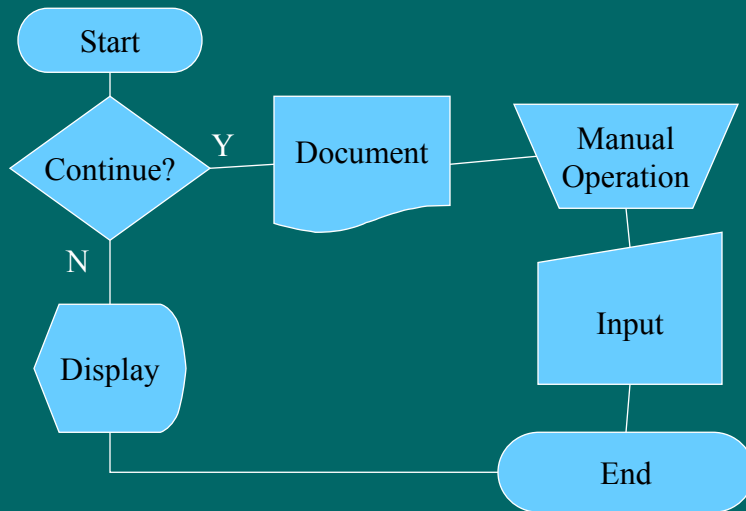 Start
Continue?
Y
Document
Manual
Operation
N
Display
Input
End